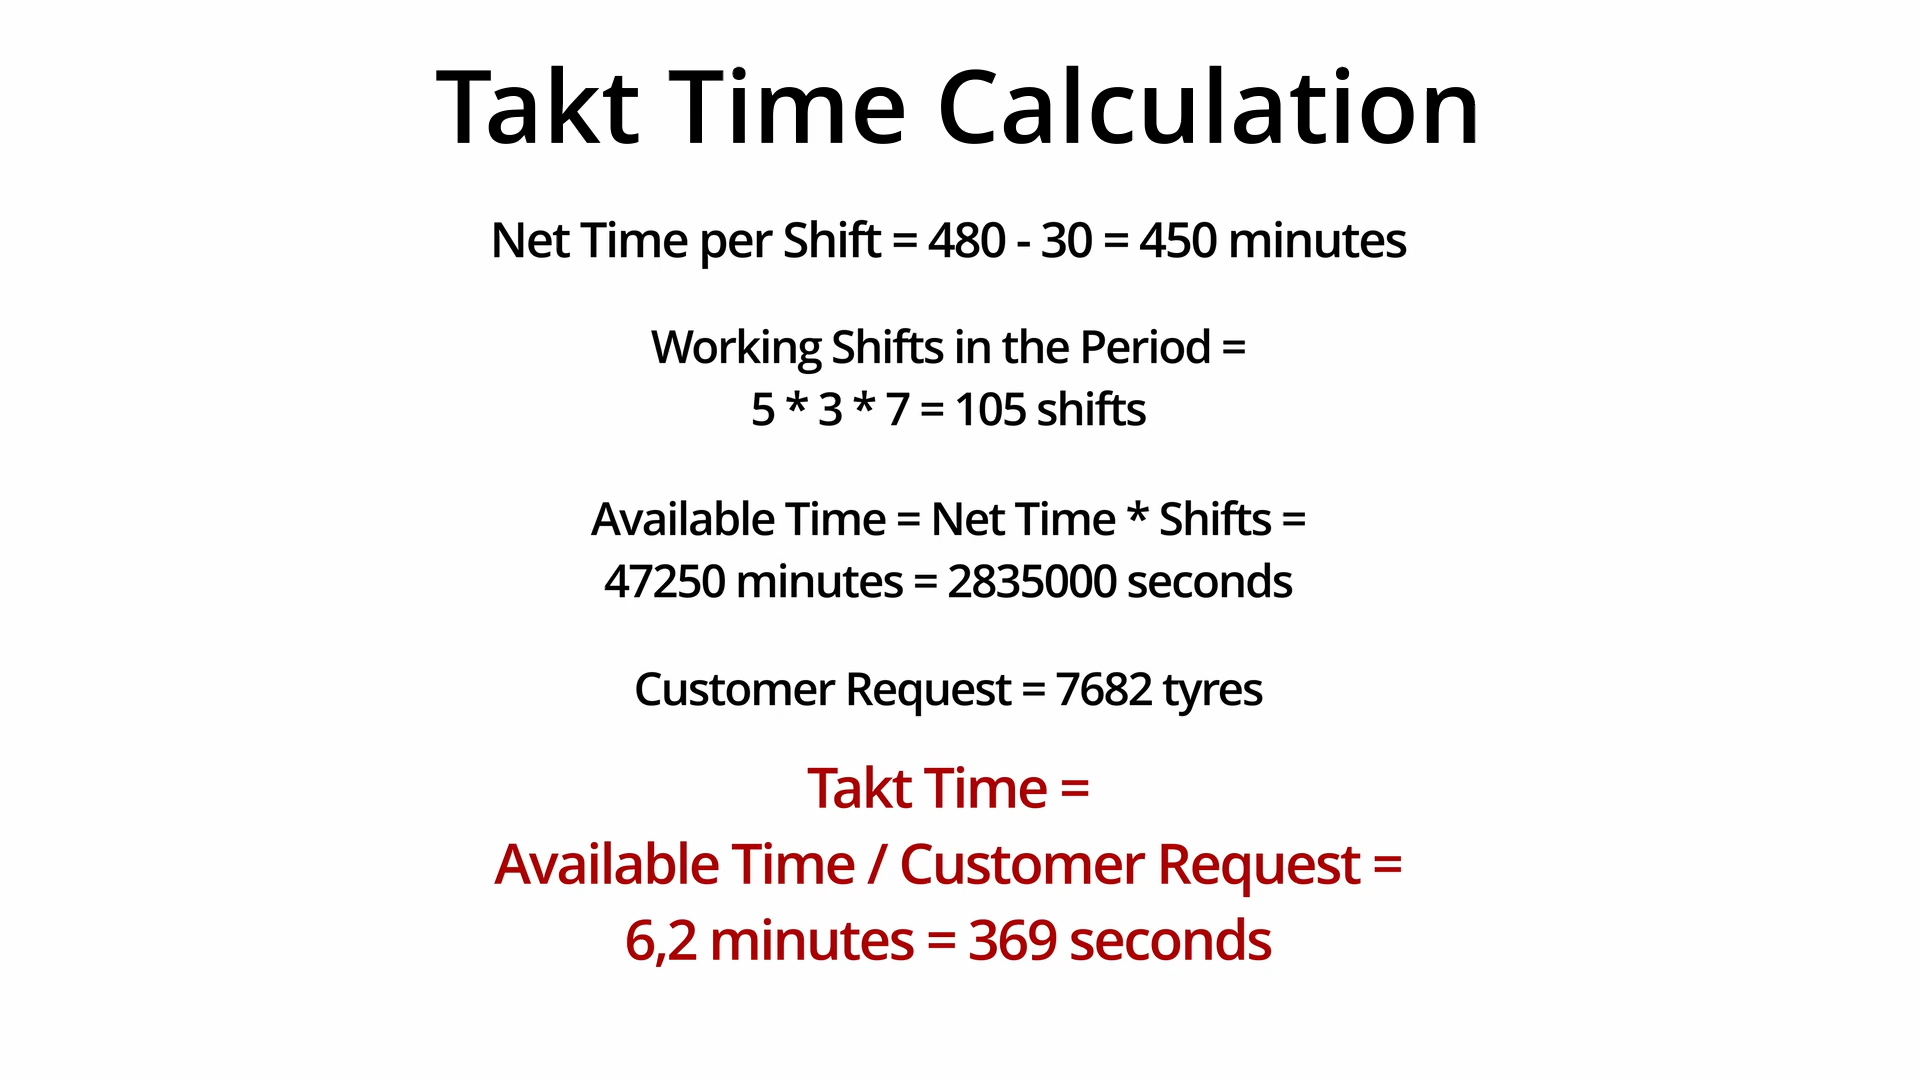 Takt Time Calculation
Net Time per Shift = 480 - 30 = 450 minutes
Working Shifts in the Period =
5 * 3 * 7 = 105 shifts
Available Time = Net Time * Shifts =
47250 minutes = 2835000 seconds
Customer Request = 7682 tyres
Takt Time =
Available Time / Customer Request =
6,2 minutes = 369 seconds